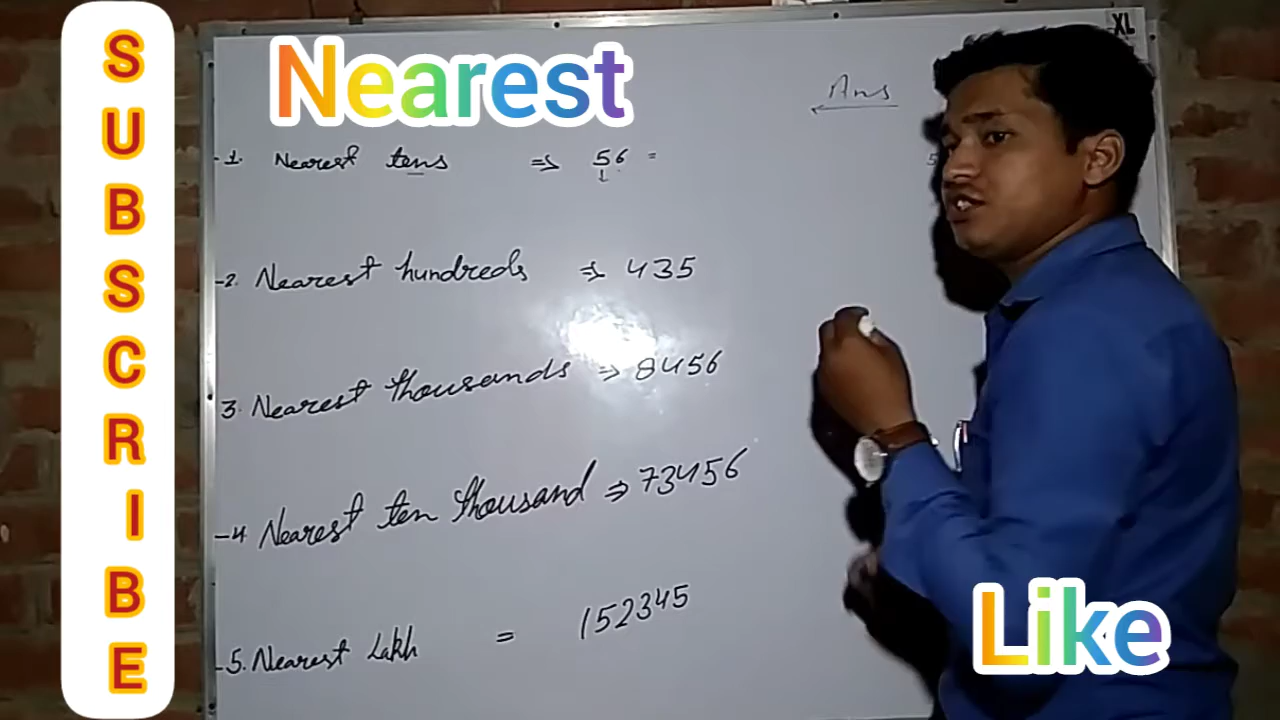 SUBSCRIBE
Nearest
XL
Ans
1. Nearest tens ⇒ 56 =
2. Nearest hundreds ⇒ 435
3. Nearest thousands ⇒ 8456
4 Nearest ten thousand ⇒ 73456
5. Nearest Lakh = 152345
Like